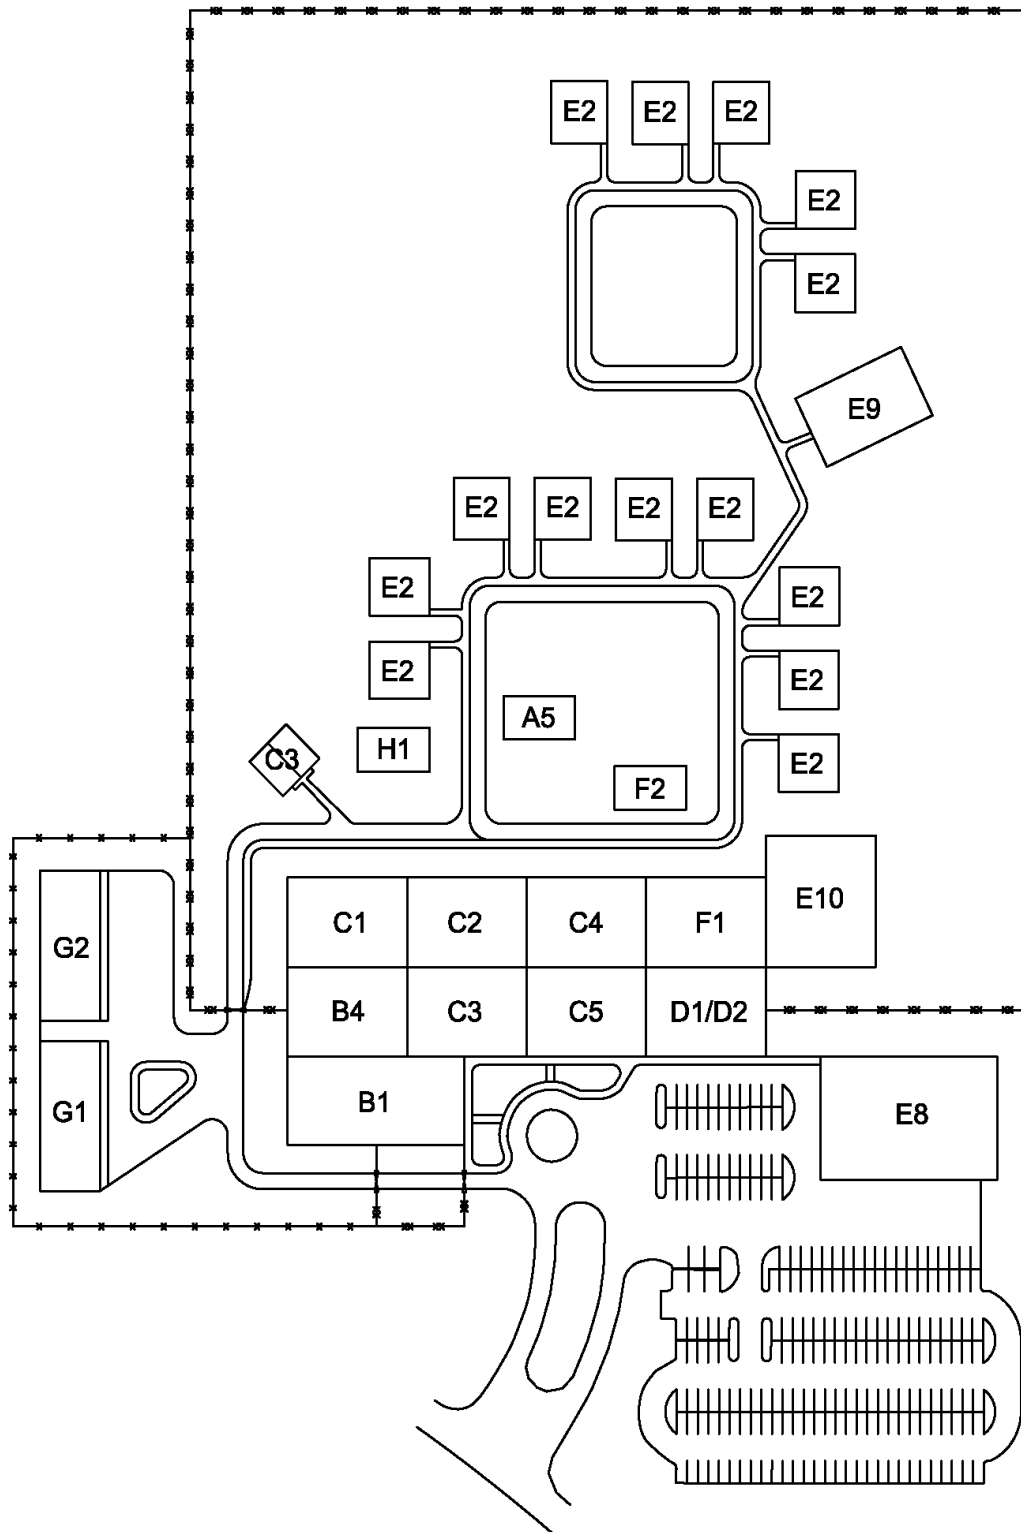 E2 E2 E2
E2
E2
E9
E2 E2 E2 E2
E2 E2
E2 E2
A5
H1 C3 E2
F2
C1 C2 C4 F1 E10
G2
B4 C3 C5 D1/D2
G1 B1 E8